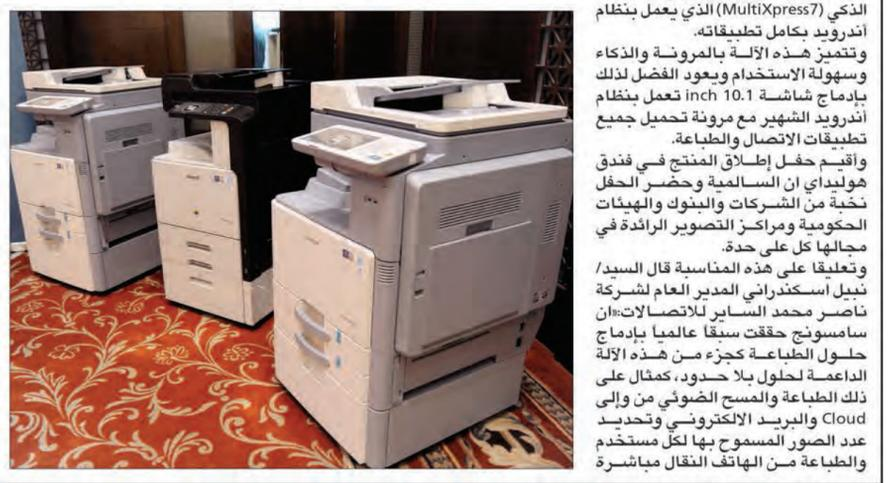 الذكي (MultiXpress7) الذي يعمل بنظام
أندرويد بكامل تطبيقاته.
وتتميز هذه الآلة بالمرونة والذكاء
وسهولة الاستخدام ويعود الفضل لذلك
بإدماج شاشة 10.1 inch تعمل بنظام
أندرويد الشهير مع مرونة تحميل جميع
تطبيقات الاتصال والطباعة.
وأقيم حفل إطلاق المنتج في فندق
هوليداي ان السالمية وحضر الحفل
نخبة من الشركات والبنوك والهيئات
الحكومية ومراكز التصوير الرائدة في
مجالها كل على حدة.
وتعليقا على هذه المناسبة قال السيد/
نبيل أسكندراني المدير العام لشركة
ناصر محمد الساير للاتصالات:«ان
سامسونج حققت سبقاً عالمياً بإدماج
حلول الطباعة كجزء من هذه الآلة
الداعمة لحلول بلا حدود، كمثال على
ذلك الطباعة والمسح الضوئي من وإلى
Cloud والبريد الالكتروني وتحديد
عدد الصور المسموح بها لكل مستخدم
والطباعة من الهاتف النقال مباشرة